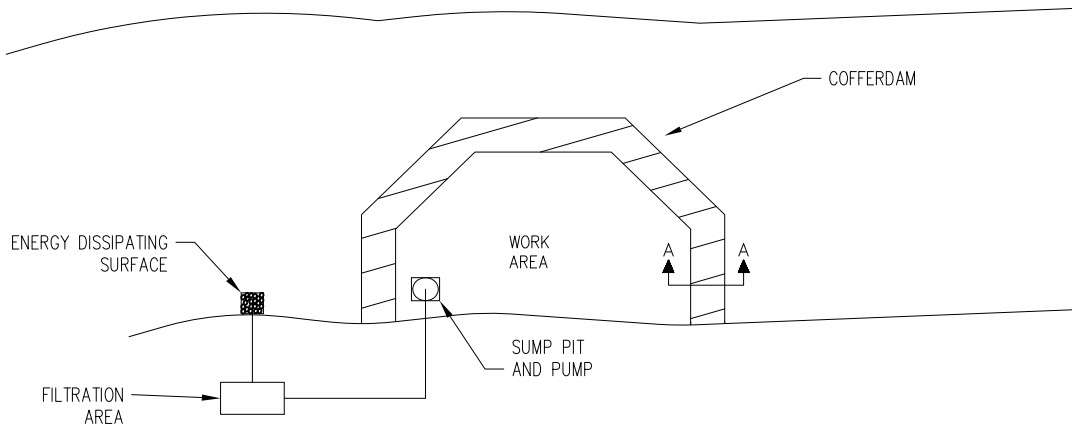 COFFERDAM
ENERGY DISSIPATING
SURFACE
WORK
AREA
A A
SUMP PIT
AND PUMP
FILTRATION
AREA